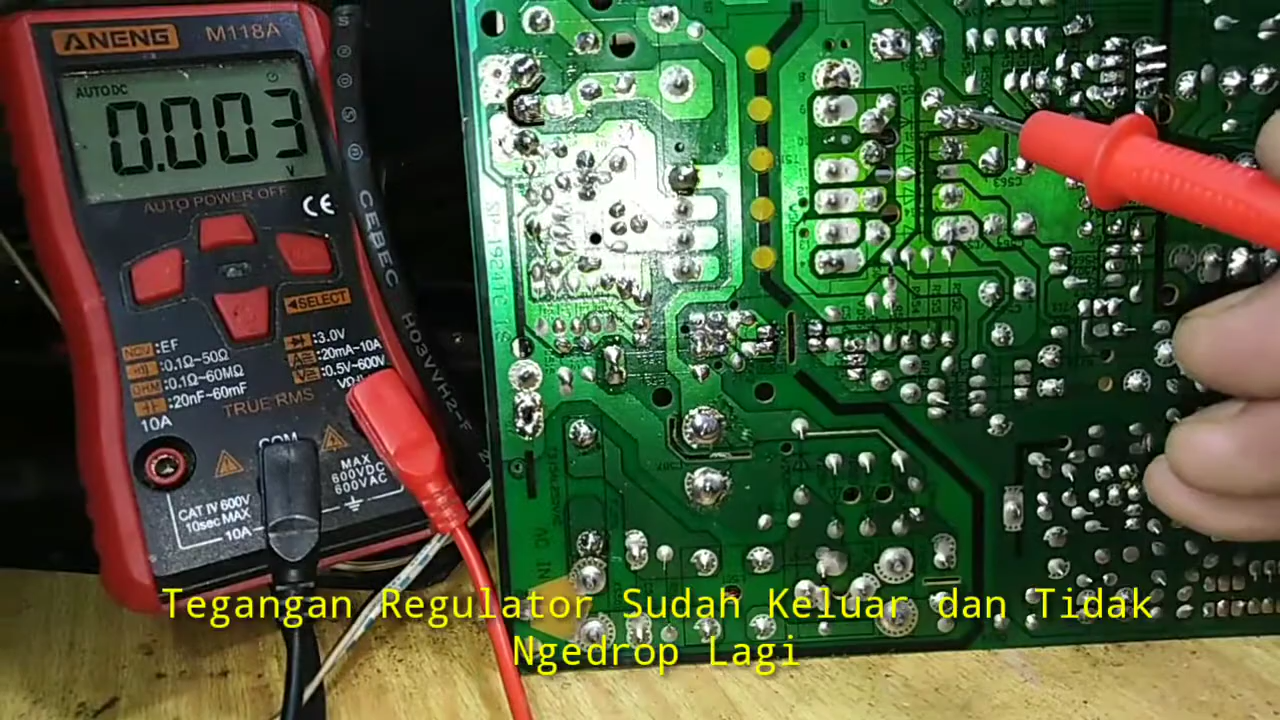 ANENG M118A
AUTO DC
0.003
V
AUTO POWER OFF
CE
◄SELECT
NCV :EF
:0.1Ω~50Ω
OHM :0.1Ω~60MΩ
:20nF~60mF
:3.0V
:20mA~10A
:0.5V~600V
TRUE RMS
10A
COM
MAX
600VDC
600VAC
CAT IV 600V
10sec MAX
10A
CEBEC
H03VVH2-F
C563
Tegangan Regulator Sudah Keluar dan Tidak
Ngedrop Lagi